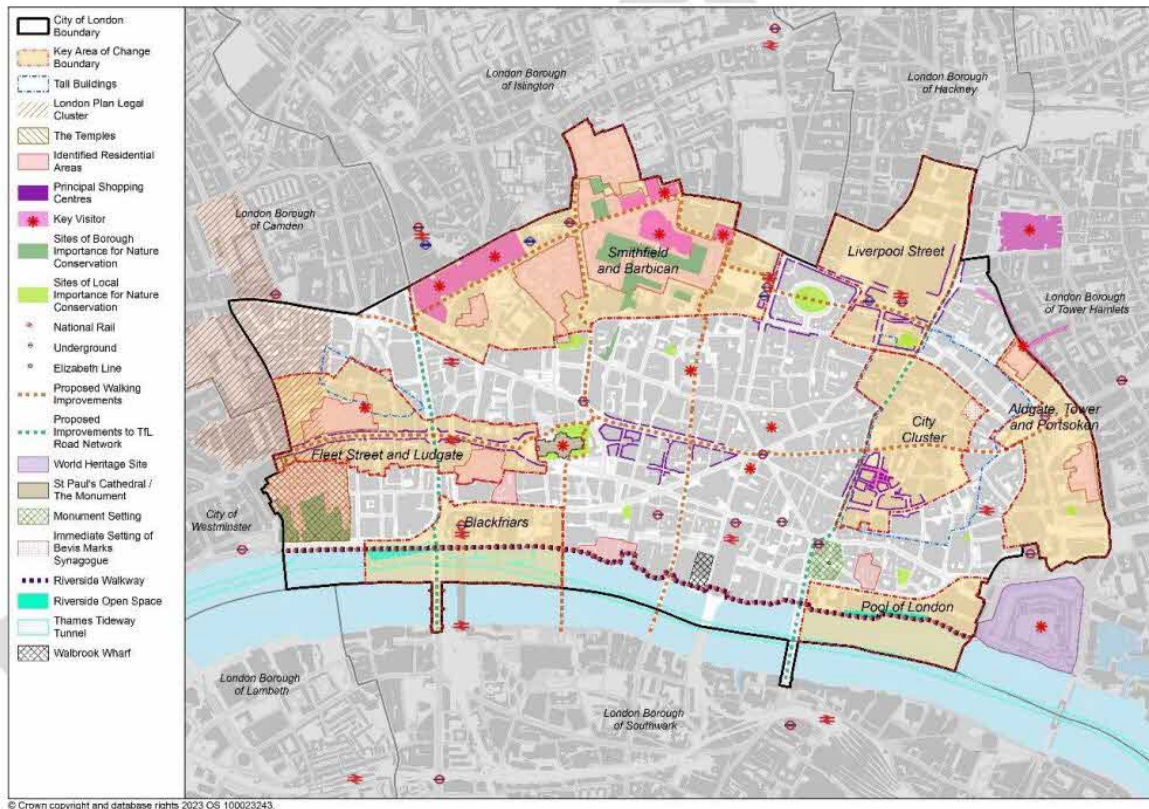 City of London
Boundary
Key Area of Change
Boundary
Tall Buildings
London Plan Legal
Cluster
The Temples
Identified Residential
Areas
Principal Shopping
Centres
Key Visitor
Sites of Borough
Importance for Nature
Conservation
Sites of Local
Importance for Nature
Conservation
National Rail
Underground
Elizabeth Line
Proposed Walking
Improvements
Proposed
Improvements to TfL
Road Network
World Heritage Site
St Paul's Cathedral /
The Monument
Monument Setting
Immediate Setting of
Bevis Marks
Synagogue
Riverside Walkway
Riverside Open Space
Thames Tideway
Tunnel
Walbrook Wharf
London Borough
of Islington
London Borough
of Hackney
London Borough
of Camden
Smithfield
and Barbican
Liverpool Street
London Borough
of Tower Hamlets
City
Cluster
Aldgate, Tower
and Portsoken
Fleet Street and Ludgate
City of
Westminster
Blackfriars
Pool of London
London Borough
of Lambeth
London Borough
of Southwark
© Crown copyright and database rights 2023 OS 100023243.